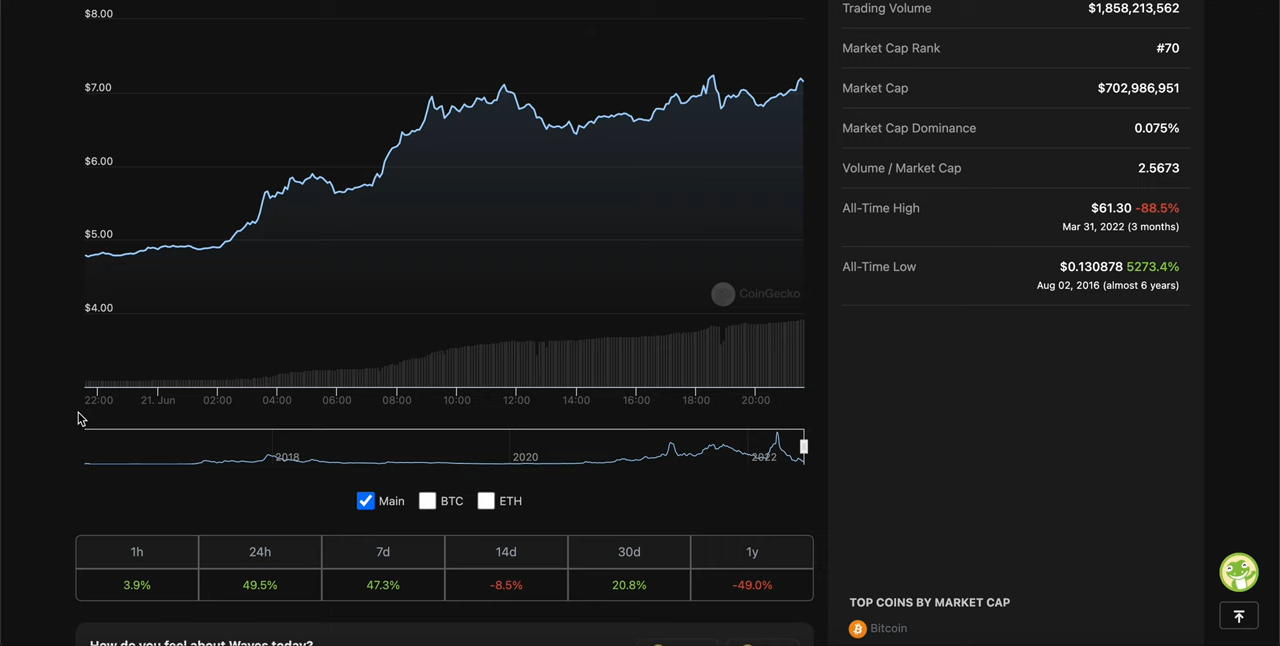 $8.00
$7.00
$6.00
$5.00
$4.00
CoinGecko
22:00 21. Jun 02:00 04:00 06:00 08:00 10:00 12:00 14:00 16:00 18:00 20:00
2018 2020 2022
Main BTC ETH
1h 24h 7d 14d 30d 1y
3.9% 49.5% 47.3% -8.5% 20.8% -49.0%
How do you feel about Waves today?
Trading Volume $1,858,213,562
Market Cap Rank #70
Market Cap $702,986,951
Market Cap Dominance 0.075%
Volume / Market Cap 2.5673
All-Time High $61.30 -88.5%
Mar 31, 2022 (3 months)
All-Time Low $0.130878 5273.4%
Aug 02, 2016 (almost 6 years)
TOP COINS BY MARKET CAP
Bitcoin